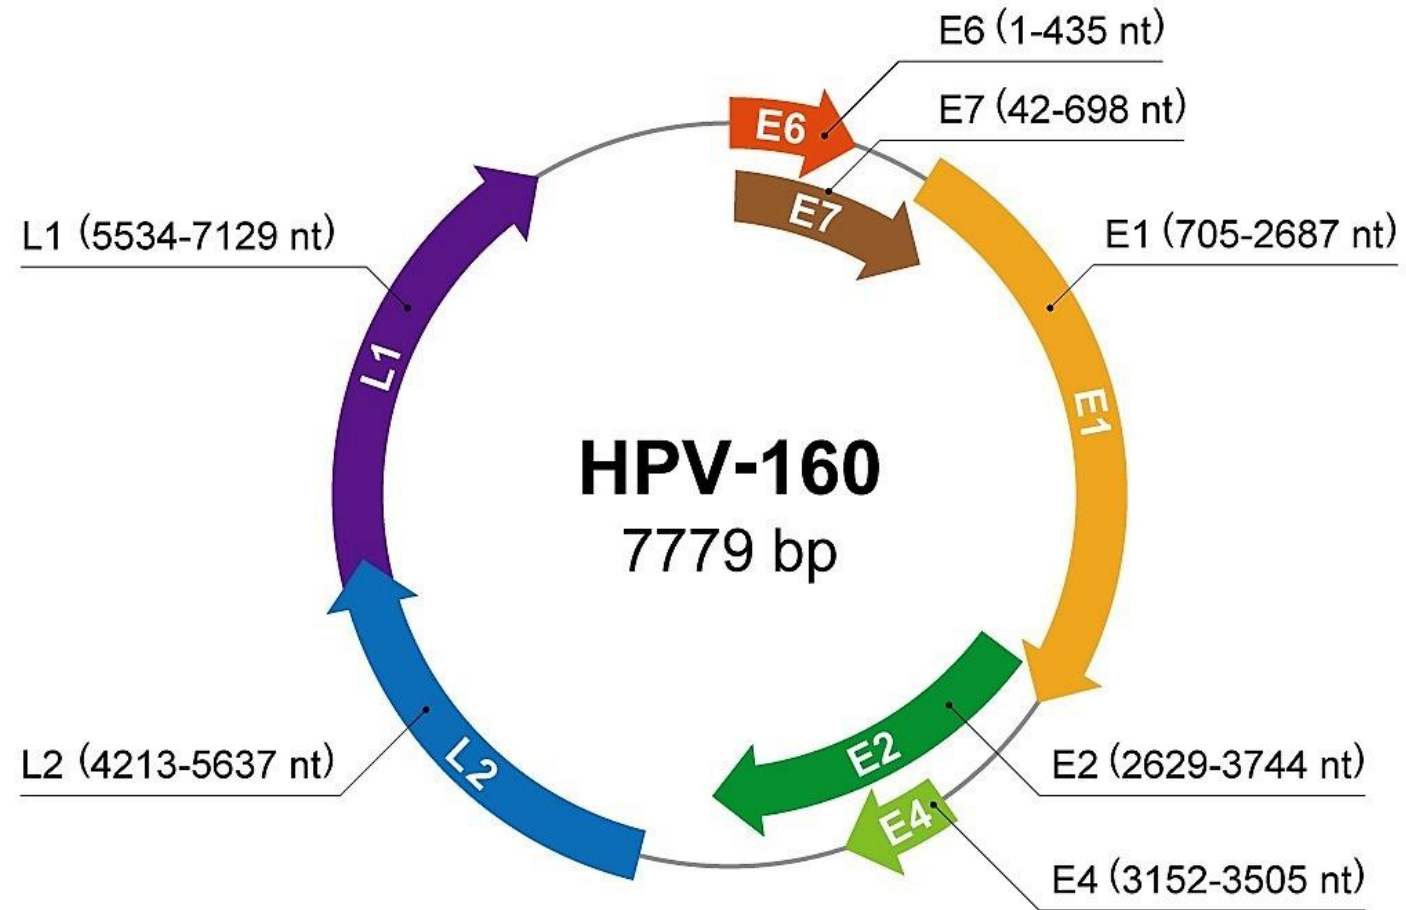 E6 (1-435 nt)
E7 (42-698 nt)
E6
E7
L1 (5534-7129 nt)
E1 (705-2687 nt)
L1
E1
HPV-160
7779 bp
E2
L2
L2 (4213-5637 nt)
E2 (2629-3744 nt)
E4
E4 (3152-3505 nt)